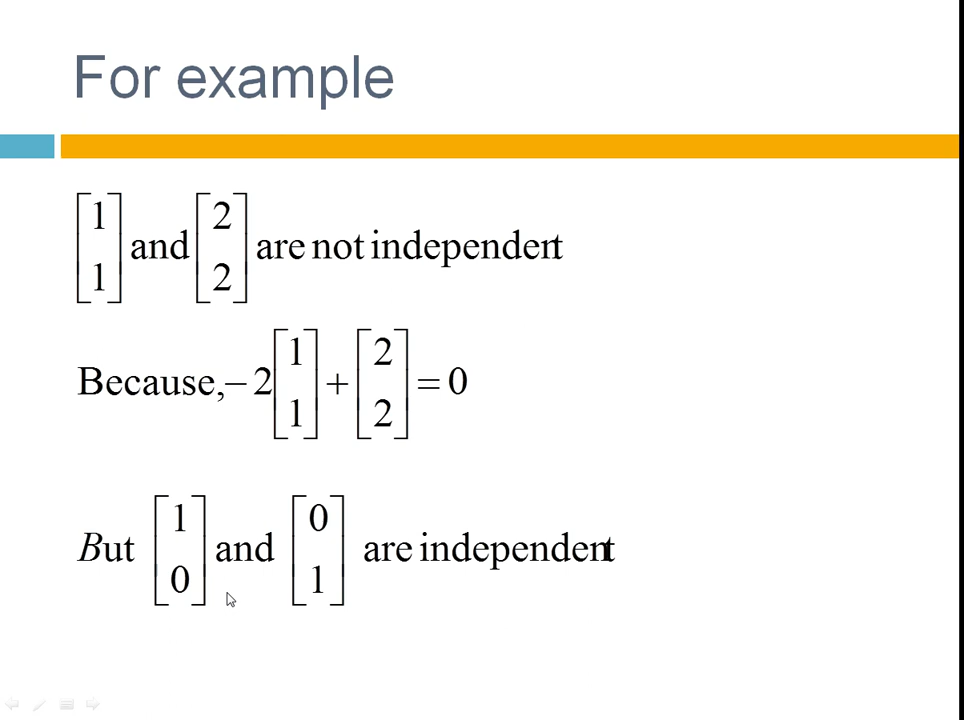 For example
[1 1] and [2 2] are not independent
Because, − 2 [1 1] + [2 2] = 0
But [1 0] and [0 1] are independent